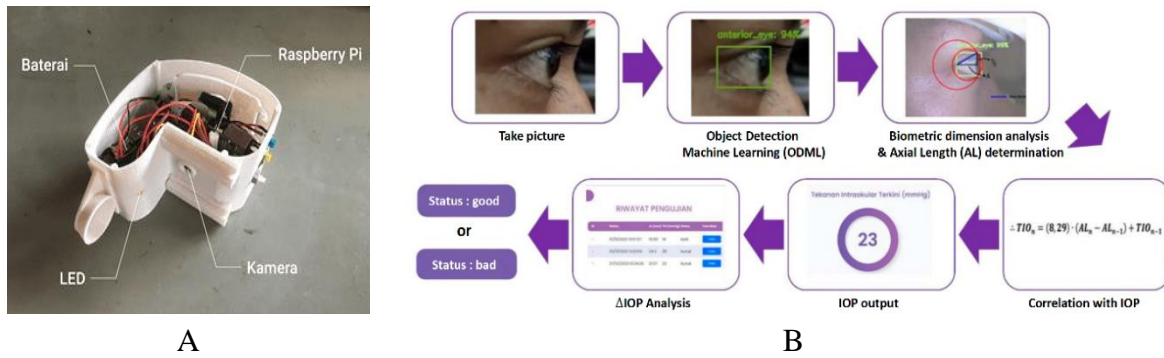 Baterai
Raspberry Pi
LED
Kamera
A
anterior_eye: 94%
Take picture
Object Detection
Machine Learning (ODML)
Biometric dimension analysis
& Axial Length (AL) determination
Status : good
or
Status : bad
RIWAYAT PENGUJIAN
ΔIOP Analysis
Tekanan Intraokular Terkini (mmHg)
23
IOP output
∴ TIOₙ = (8,29) · (ALₙ − ALₙ₋₁) + TIOₙ₋₁
Correlation with IOP
B